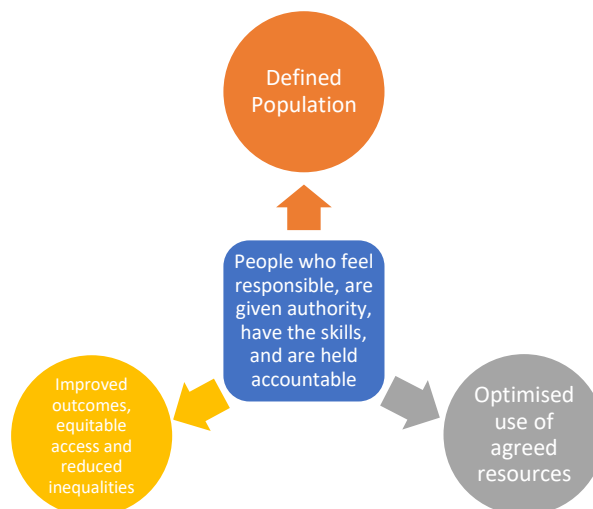 Defined
Population
People who feel
responsible, are
given authority,
have the skills,
and are held
accountable
Improved
outcomes,
equitable
access and
reduced
inequalities
Optimised
use of
agreed
resources